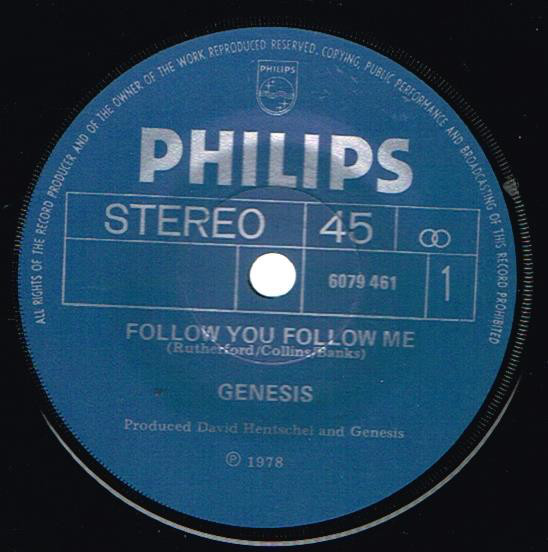 ALL RIGHTS OF THE RECORD PRODUCER AND OF THE OWNER OF THE WORK REPRODUCED RESERVED. COPYING, PUBLIC PERFORMANCE AND BROADCASTING OF THIS RECORD PROHIBITED
PHILIPS
PHILIPS
STEREO 45
6079 461 1
FOLLOW YOU FOLLOW ME
(Rutherford/Collins/Banks)
GENESIS
Produced David Hentschel and Genesis
℗ 1978